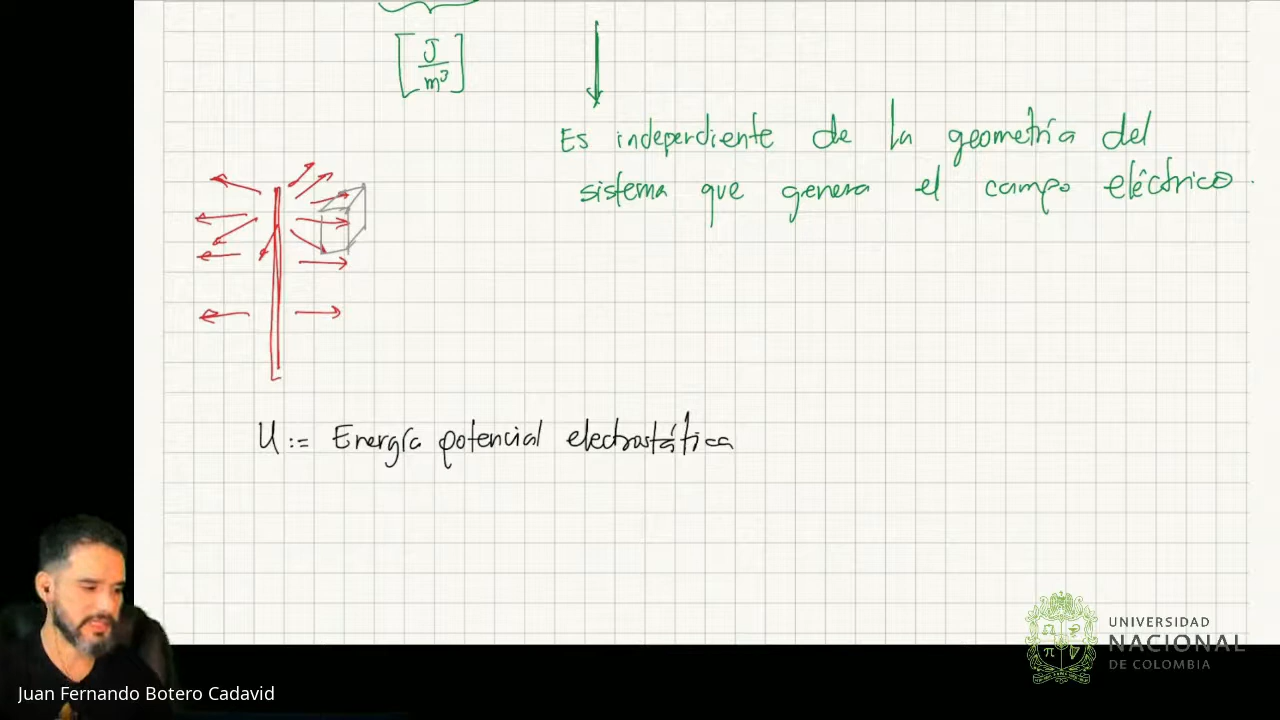 [J/m³]
Es independiente de la geometría del
sistema que genera el campo eléctrico.
U := Energía potencial electrostática
UNIVERSIDAD
NACIONAL
DE COLOMBIA
Juan Fernando Botero Cadavid